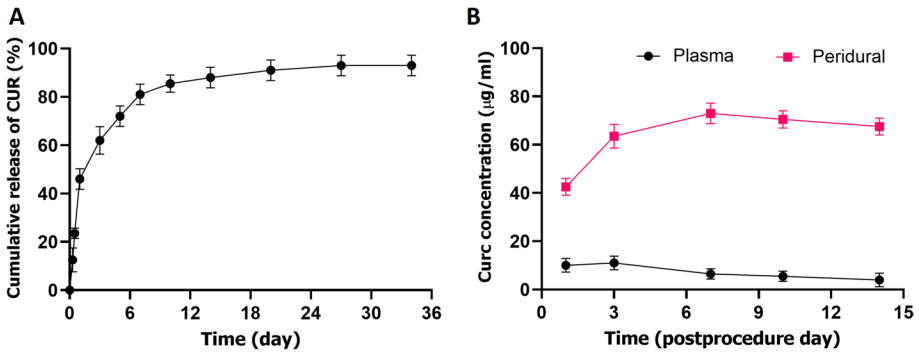 A
Cumulative release of CUR (%)
100
80
60
40
20
0
0 6 12 18 24 30 36
Time (day)
B
Plasma Peridural
Curc concentration (μg/ml)
100
80
60
40
20
0
0 3 6 9 12 15
Time (postprocedure day)